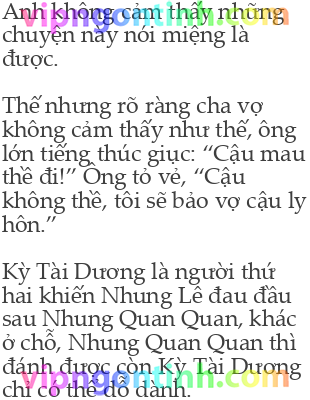 Anh không cảm thấy những
chuyện này nói miệng là
được.
Thế nhưng rõ ràng cha vợ
không cảm thấy như thế, ông
lớn tiếng thúc giục: “Cậu mau
thề đi!” Ông tỏ vẻ, “Cậu
không thề, tôi sẽ bảo vợ cậu ly
hôn.”
Kỳ Tài Dương là người thứ
hai khiến Nhung Lê đau đầu
sau Nhung Quan Quan, khác
ở chỗ, Nhung Quan Quan thì
đánh được còn Kỳ Tài Dương
chỉ có thể dỗ dành.
vipngontinh.com
vipngontinh.com